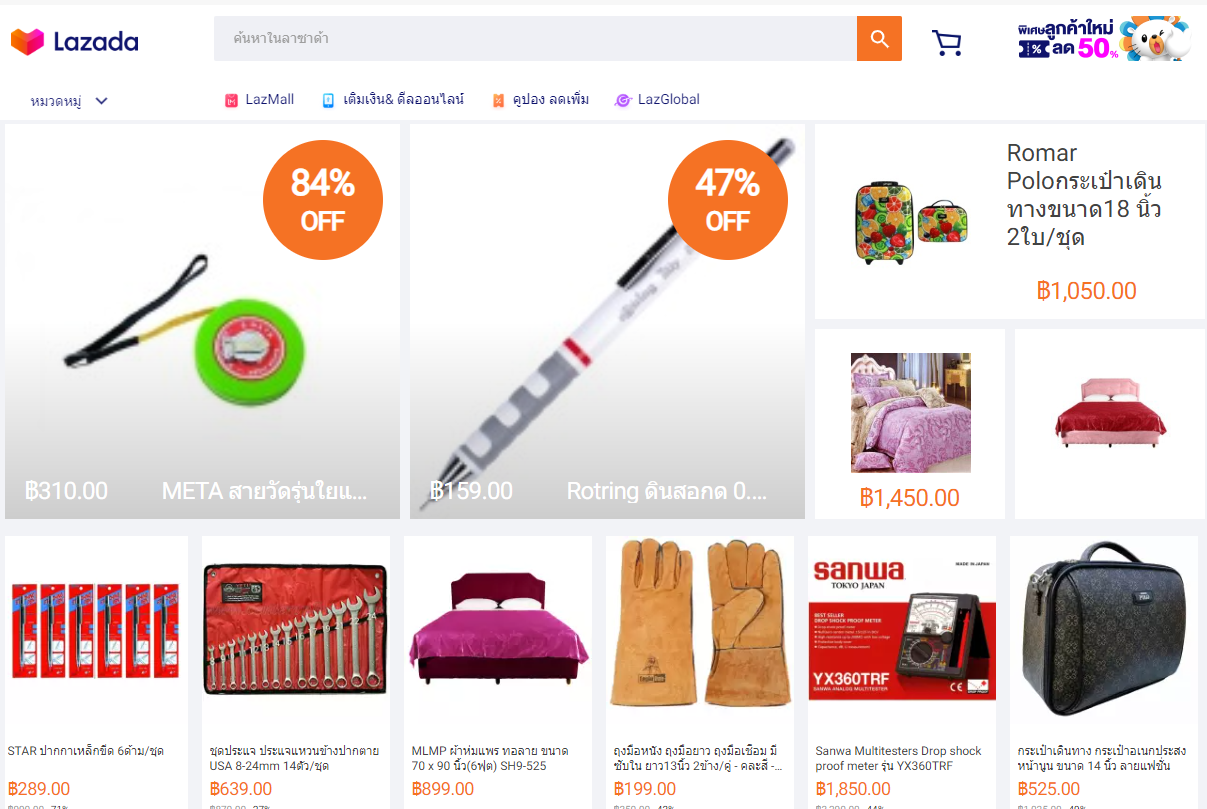 Lazada
ค้นหาในลาซาด้า
พิเศษลูกค้าใหม่
% ลด 50%
หมวดหมู่
LazMall
เติมเงิน& ดีลออนไลน์
คูปอง ลดเพิ่ม
LazGlobal
84%
OFF
฿310.00 META สายวัดรุ่นใยแ...
47%
OFF
฿159.00 Rotring ดินสอกด 0....
Romar
Poloกระเป๋าเดิน
ทางขนาด18 นิ้ว
2ใบ/ชุด
฿1,050.00
฿1,450.00
STAR ปากกาเหล็กขีด 6ด้าม/ชุด
฿289.00
ชุดประแจ ประแจแหวนข้างปากตาย
USA 8-24mm 14ตัว/ชุด
฿639.00
MLMP ผ้าห่มแพร ทอลาย ขนาด
70 x 90 นิ้ว(6ฟุต) SH9-525
฿899.00
ถุงมือหนัง ถุงมือยาว ถุงมือเชื่อม มี
ซับใน ยาว13นิ้ว 2ข้าง/คู่ - คละสี -...
฿199.00
sanwa
TOKYO JAPAN
MADE IN JAPAN
BEST SELLER
DROP SHOCK PROOF METER
YX360TRF
SANWA ANALOG MULTITESTER
CE
Sanwa Multitesters Drop shock
proof meter รุ่น YX360TRF
฿1,850.00
กระเป๋าเดินทาง กระเป๋าอเนกประสง
หน้านูน ขนาด 14 นิ้ว ลายแฟชั่น
฿525.00